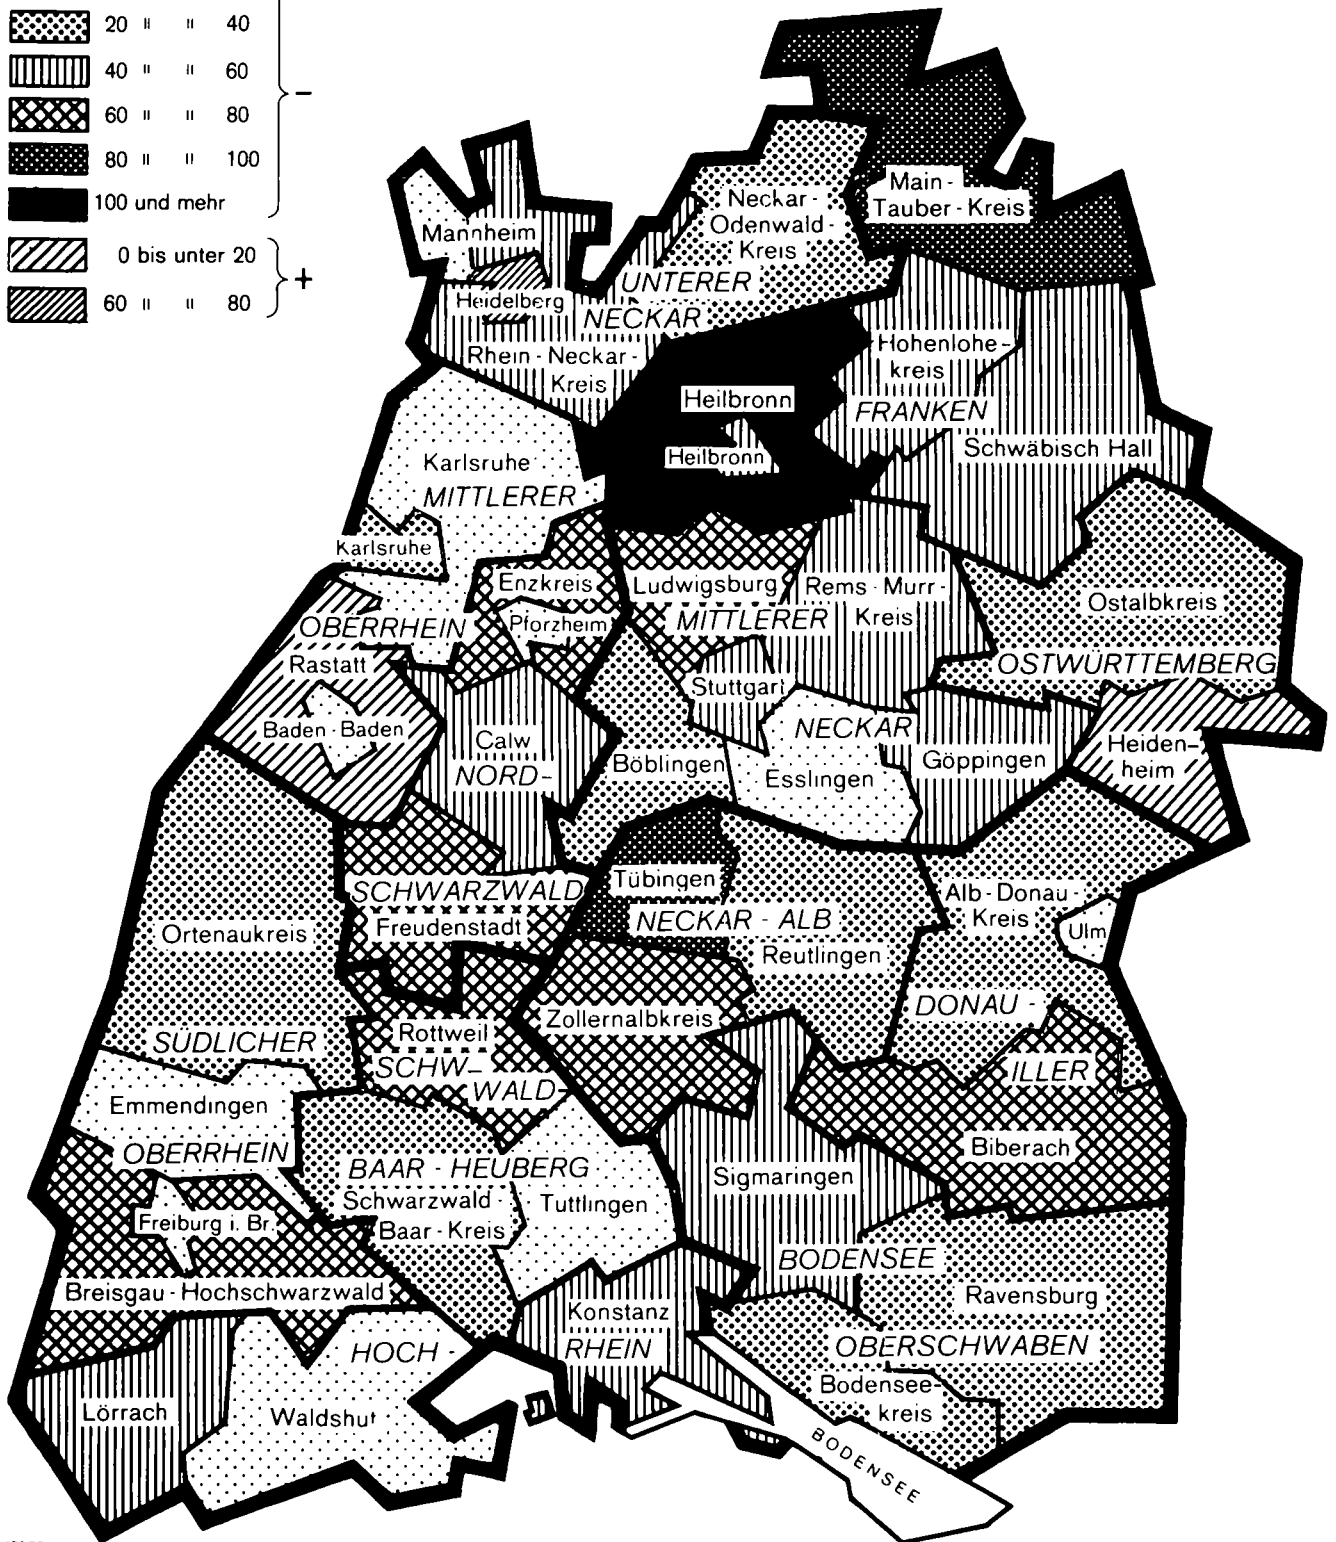 20 " " 40
40 " " 60
60 " " 80
80 " " 100
100 und mehr
-
0 bis unter 20
60 " " 80
+
Main-
Tauber-Kreis
Neckar-
Odenwald-
Kreis
Mannheim
UNTERER
Heidelberg
NECKAR
Rhein-Neckar-
Kreis
Hohenlohe-
kreis
Heilbronn
FRANKEN
Heilbronn
Schwäbisch Hall
Karlsruhe
MITTLERER
Karlsruhe
Enzkreis
Ludwigsburg
Rems-Murr-
Kreis
Ostalbkreis
OBERRHEIN
Pforzheim
MITTLERER
Rastatt
Stuttgart
OSTWÜRTTEMBERG
Baden-Baden
NECKAR
Calw
NORD-
Böblingen
Esslingen
Göppingen
Heiden-
heim
SCHWARZWALD
Tübingen
Alb-Donau-
Kreis
Freudenstadt
NECKAR-ALB
Ulm
Ortenaukreis
Reutlingen
DONAU-
Rottweil
Zollernalbkreis
SÜDLICHER
SCHW-
WALD-
ILLER
Emmendingen
OBERRHEIN
Biberach
BAAR-HEUBERG
Sigmaringen
Schwarzwald-
Baar-Kreis
Tuttlingen
Freiburg i. Br.
BODENSEE
Breisgau-Hochschwarzwald
Konstanz
Ravensburg
HOCH-
RHEIN
OBERSCHWABEN
Bodensee-
kreis
Lörrach
Waldshut
BODENSEE